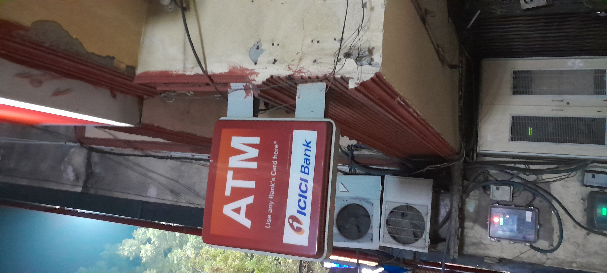 ATM
Use any Bank's Card here*
ICICI Bank